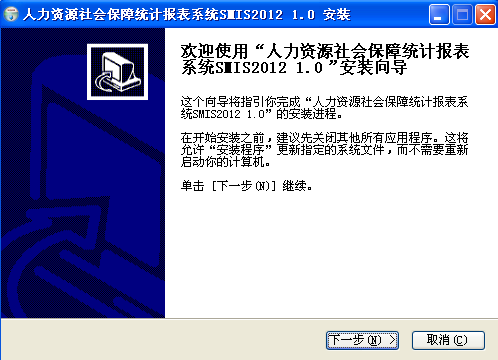 人力资源社会保障统计报表系统SMIS2012 1.0 安装
欢迎使用“人力资源社会保障统计报表
系统SMIS2012 1.0”安装向导
这个向导将指引你完成“人力资源社会保障统计报表系
统SMIS2012 1.0”的安装进程。
在开始安装之前，建议先关闭其他所有应用程序。这将
允许“安装程序”更新指定的系统文件，而不需要重新
启动你的计算机。
单击 [下一步(N)] 继续。
下一步(N) >
取消(C)